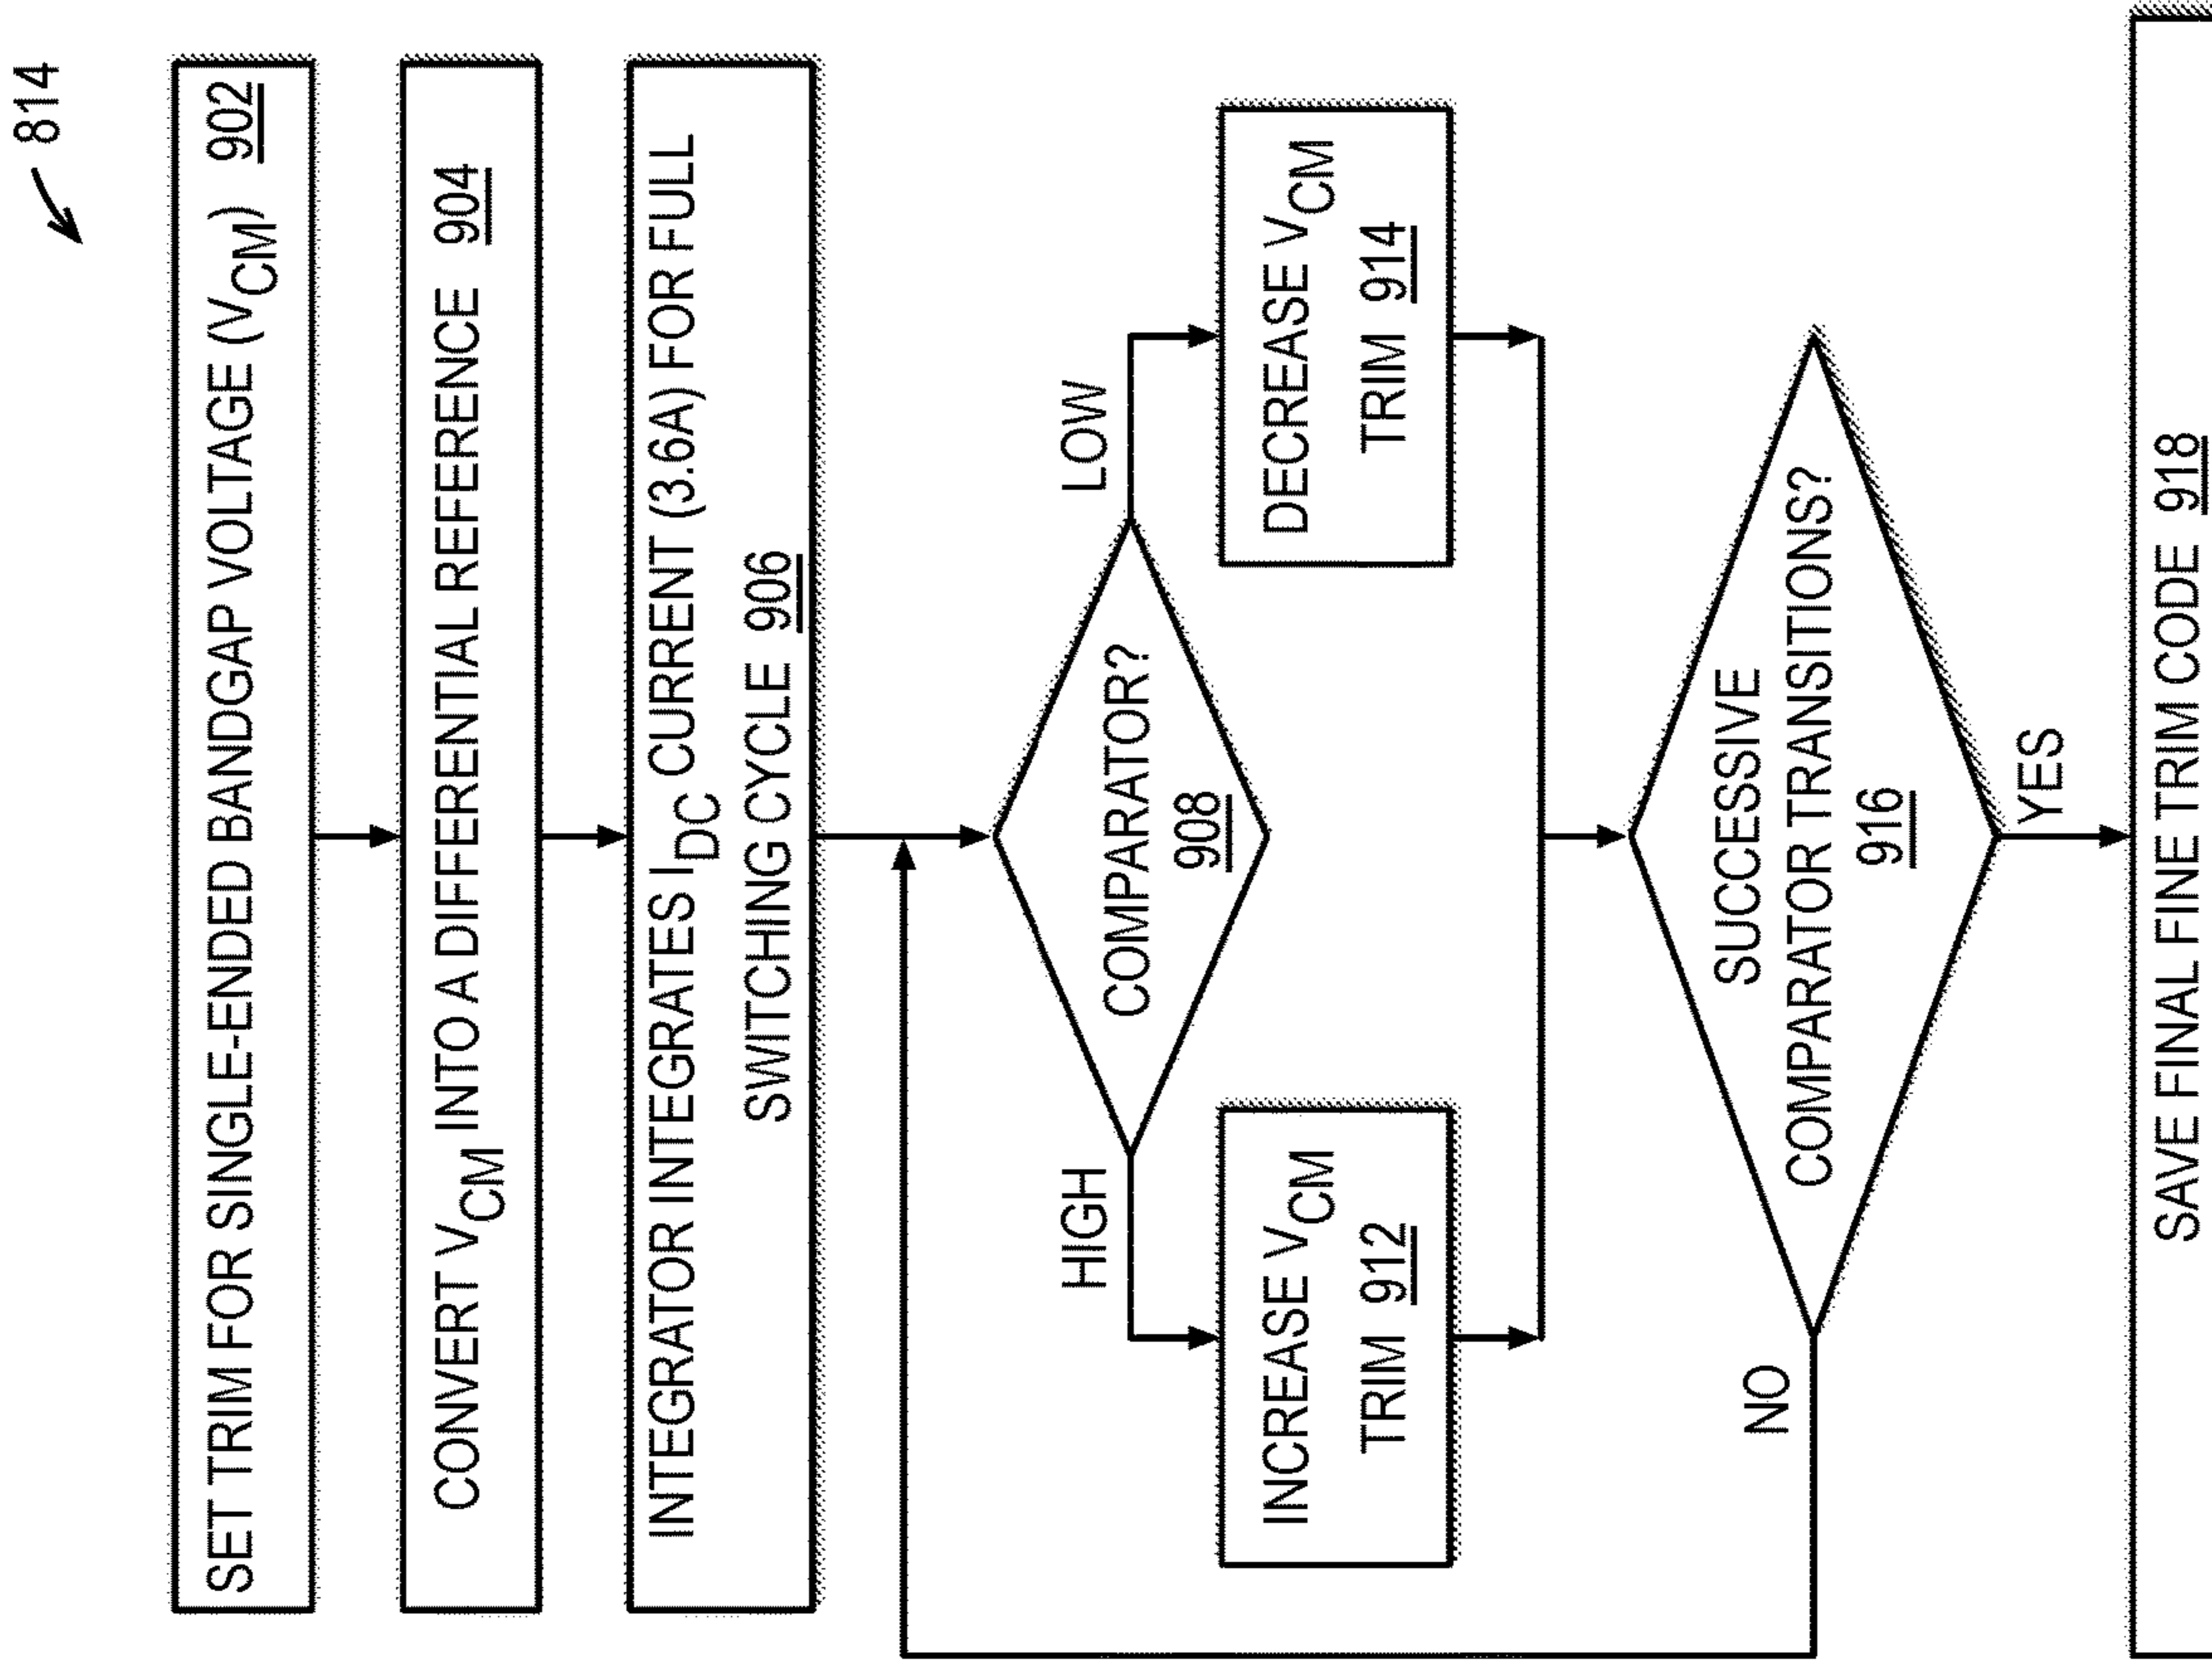 814
SET TRIM FOR SINGLE-ENDED BANDGAP VOLTAGE (VCM) 902
CONVERT VCM INTO A DIFFERENTIAL REFERENCE 904
INTEGRATOR INTEGRATES IDC CURRENT (3.6A) FOR FULL
SWITCHING CYCLE 906
COMPARATOR?
908
HIGH
LOW
INCREASE VCM
TRIM 912
DECREASE VCM
TRIM 914
SUCCESSIVE
COMPARATOR TRANSITIONS?
916
NO
YES
SAVE FINAL FINE TRIM CODE 918